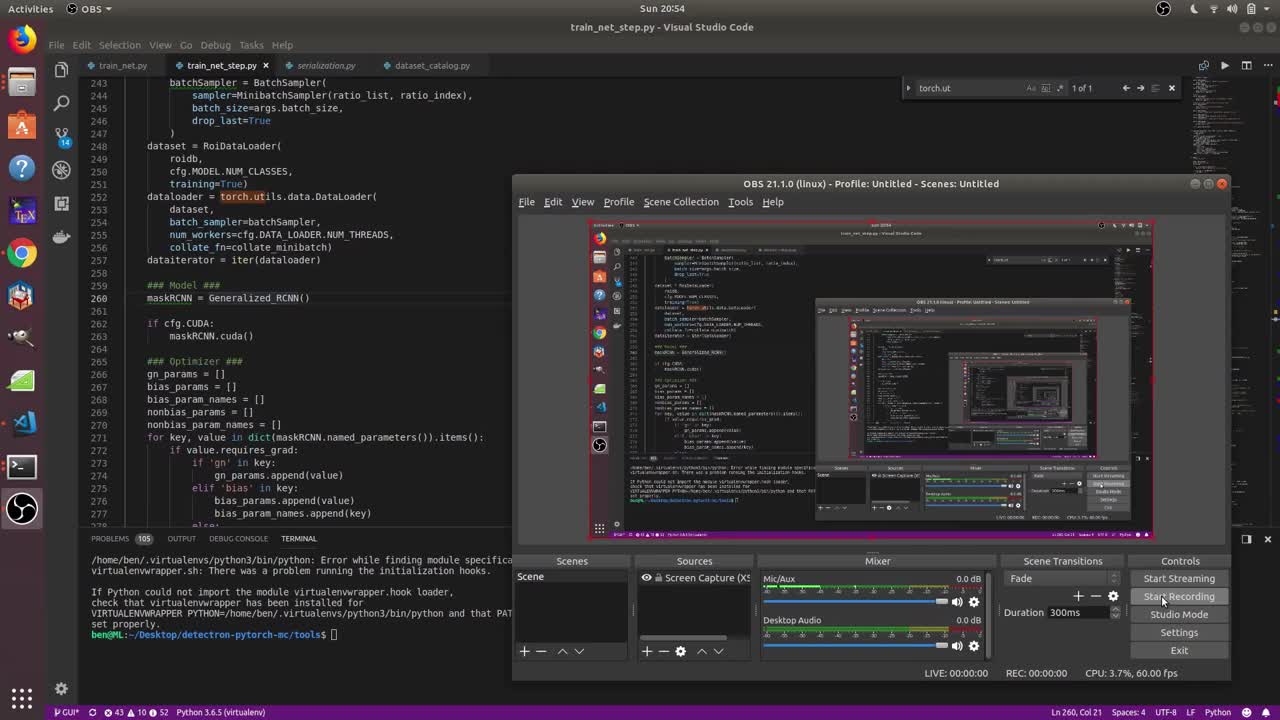 Activities
OBS
Sun 20:54
train_net_step.py - Visual Studio Code
File Edit Selection View Go Debug Tasks Help
train_net.py
train_net_step.py
serialization.py
dataset_catalog.py
torch.ut
1 of 1
243 batchSampler = BatchSampler(
244 sampler=MinibatchSampler(ratio_list, ratio_index),
245 batch_size=args.batch_size,
246 drop_last=True
247 )
248 dataset = RoiDataLoader(
249 roidb,
250 cfg.MODEL.NUM_CLASSES,
251 training=True)
252 dataloader = torch.utils.data.DataLoader(
253 dataset,
254 batch_sampler=batchSampler,
255 num_workers=cfg.DATA_LOADER.NUM_THREADS,
256 collate_fn=collate_minibatch)
257 dataiterator = iter(dataloader)
258
259 ### Model ###
260 maskRCNN = Generalized_RCNN()
261
262 if cfg.CUDA:
263 maskRCNN.cuda()
264
265 ### Optimizer ###
266 gn_params = []
267 bias_params = []
268 bias_param_names = []
269 nonbias_params = []
270 nonbias_param_names = []
271 for key, value in dict(maskRCNN.named_parameters()).items():
272 if value.requires_grad:
273 if 'gn' in key:
274 gn_params.append(value)
275 elif 'bias' in key:
276 bias_params.append(value)
277 bias_param_names.append(key)
278 else:
PROBLEMS 105 OUTPUT DEBUG CONSOLE TERMINAL
/home/ben/.virtualenvs/python3/bin/python: Error while finding module specific
virtualenvwrapper.sh: There was a problem running the initialization hooks.
If Python could not import the module virtualenvwrapper.hook_loader,
check that virtualenvwrapper has been installed for
VIRTUALENVWRAPPER_PYTHON=/home/ben/.virtualenvs/python3/bin/python and that PAT
set properly.
ben@ML:~/Desktop/detectron-pytorch-mc/tools$
14
OBS 21.1.0 (linux) - Profile: Untitled - Scenes: Untitled
File Edit View Profile Scene Collection Tools Help
Scenes
Scene
Sources
Screen Capture (XS
Mixer
Mic/Aux
0.0 dB
Desktop Audio
0.0 dB
Scene Transitions
Fade
Duration 300ms
Controls
Start Streaming
Start Recording
Studio Mode
Settings
Exit
LIVE: 00:00:00
REC: 00:00:00
CPU: 3.7%, 60.00 fps
GUI*
43 10 52
Python 3.6.5 (virtualenv)
Ln 260, Col 21
Spaces: 4
UTF-8
LF
Python